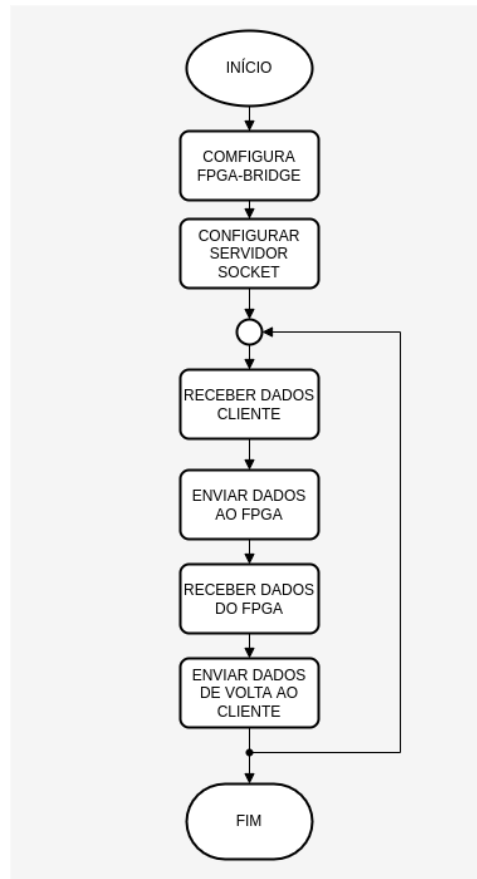 INÍCIO
COMFIGURA
FPGA-BRIDGE
CONFIGURAR
SERVIDOR
SOCKET
RECEBER DADOS
CLIENTE
ENVIAR DADOS
AO FPGA
RECEBER DADOS
DO FPGA
ENVIAR DADOS
DE VOLTA AO
CLIENTE
FIM